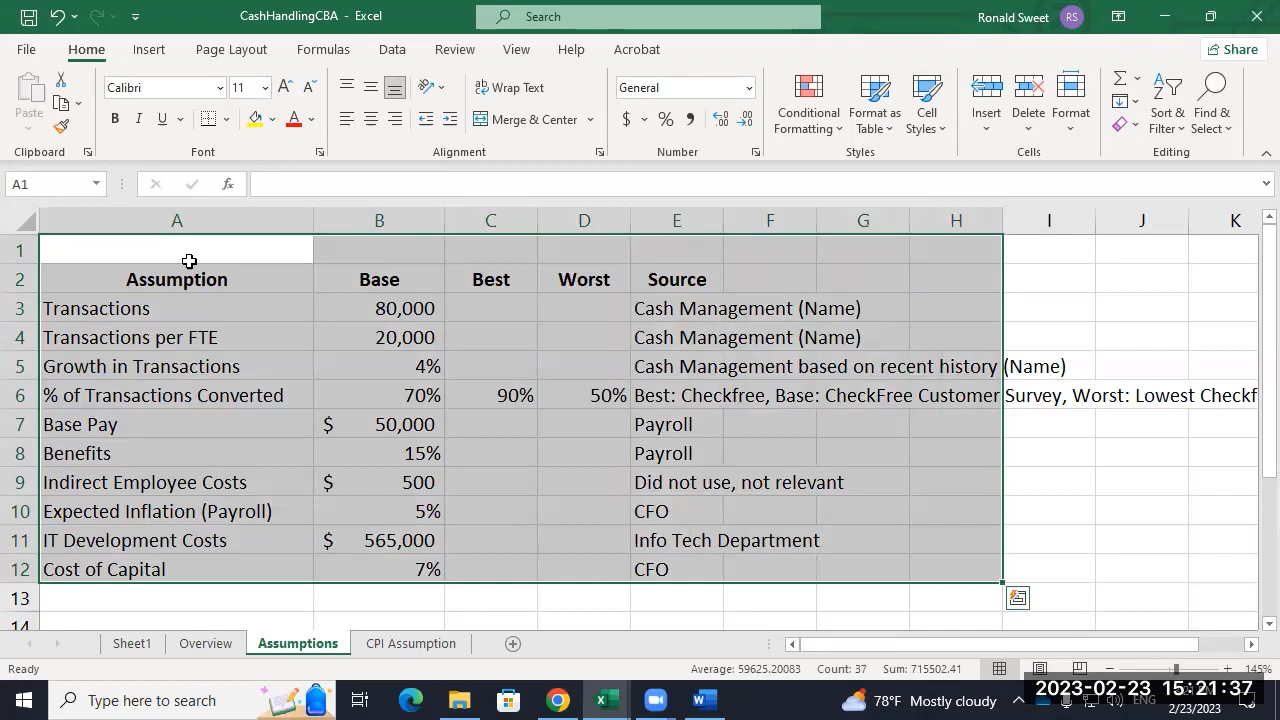 CashHandlingCBA - Excel
Search
Ronald Sweet RS
File Home Insert Page Layout Formulas Data Review View Help Acrobat Share
Paste
Calibri 11
B I U
Wrap Text
Merge & Center
General
$ %
Conditional Formatting
Format as Table
Cell Styles
Insert Delete Format
Sort & Filter
Find & Select
Clipboard Font Alignment Number Styles Cells Editing
A1 fx
A B C D E F G H I J K
1
2 Assumption Base Best Worst Source
3 Transactions 80,000 Cash Management (Name)
4 Transactions per FTE 20,000 Cash Management (Name)
5 Growth in Transactions 4% Cash Management based on recent history (Name)
6 % of Transactions Converted 70% 90% 50% Best: Checkfree, Base: CheckFree Customer Survey, Worst: Lowest Checkf
7 Base Pay $ 50,000 Payroll
8 Benefits 15% Payroll
9 Indirect Employee Costs $ 500 Did not use, not relevant
10 Expected Inflation (Payroll) 5% CFO
11 IT Development Costs $ 565,000 Info Tech Department
12 Cost of Capital 7% CFO
13
14
Sheet1 Overview Assumptions CPI Assumption
Ready Average: 59625.20083 Count: 37 Sum: 715502.41 145%
Type here to search
78°F Mostly cloudy ENG
2023-02-23 15:21:37
2/23/2023